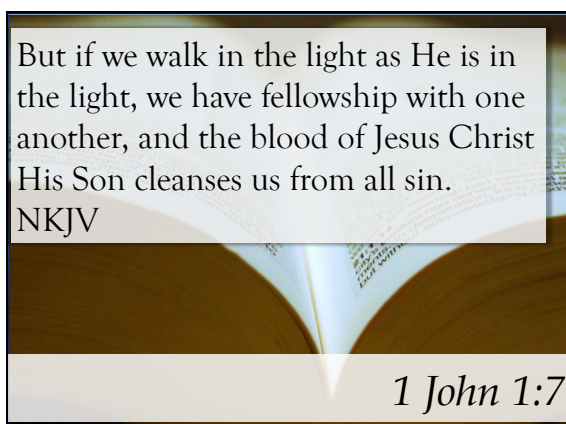 But if we walk in the light as He is in
the light, we have fellowship with one
another, and the blood of Jesus Christ
His Son cleanses us from all sin.
NKJV
1 John 1:7